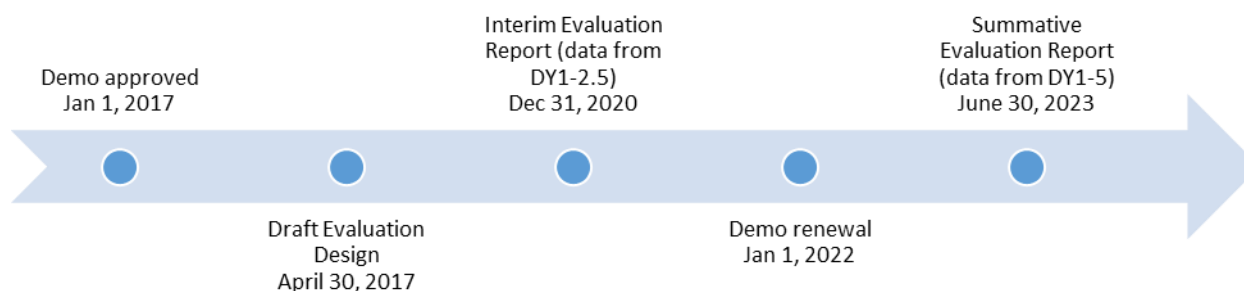 Demo approved
Jan 1, 2017
Draft Evaluation
Design
April 30, 2017
Interim Evaluation
Report (data from
DY1-2.5)
Dec 31, 2020
Demo renewal
Jan 1, 2022
Summative
Evaluation Report
(data from DY1-5)
June 30, 2023